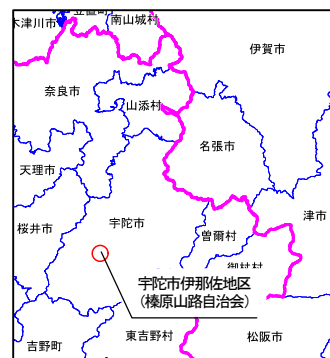 笠置町
南山城村
木津川市
伊賀市
奈良市
山添村
名張市
天理市
宇陀市
津市
桜井市
曽爾村
御杖村
宇陀市伊那佐地区
(榛原山路自治会)
吉野町
東吉野村
松阪市